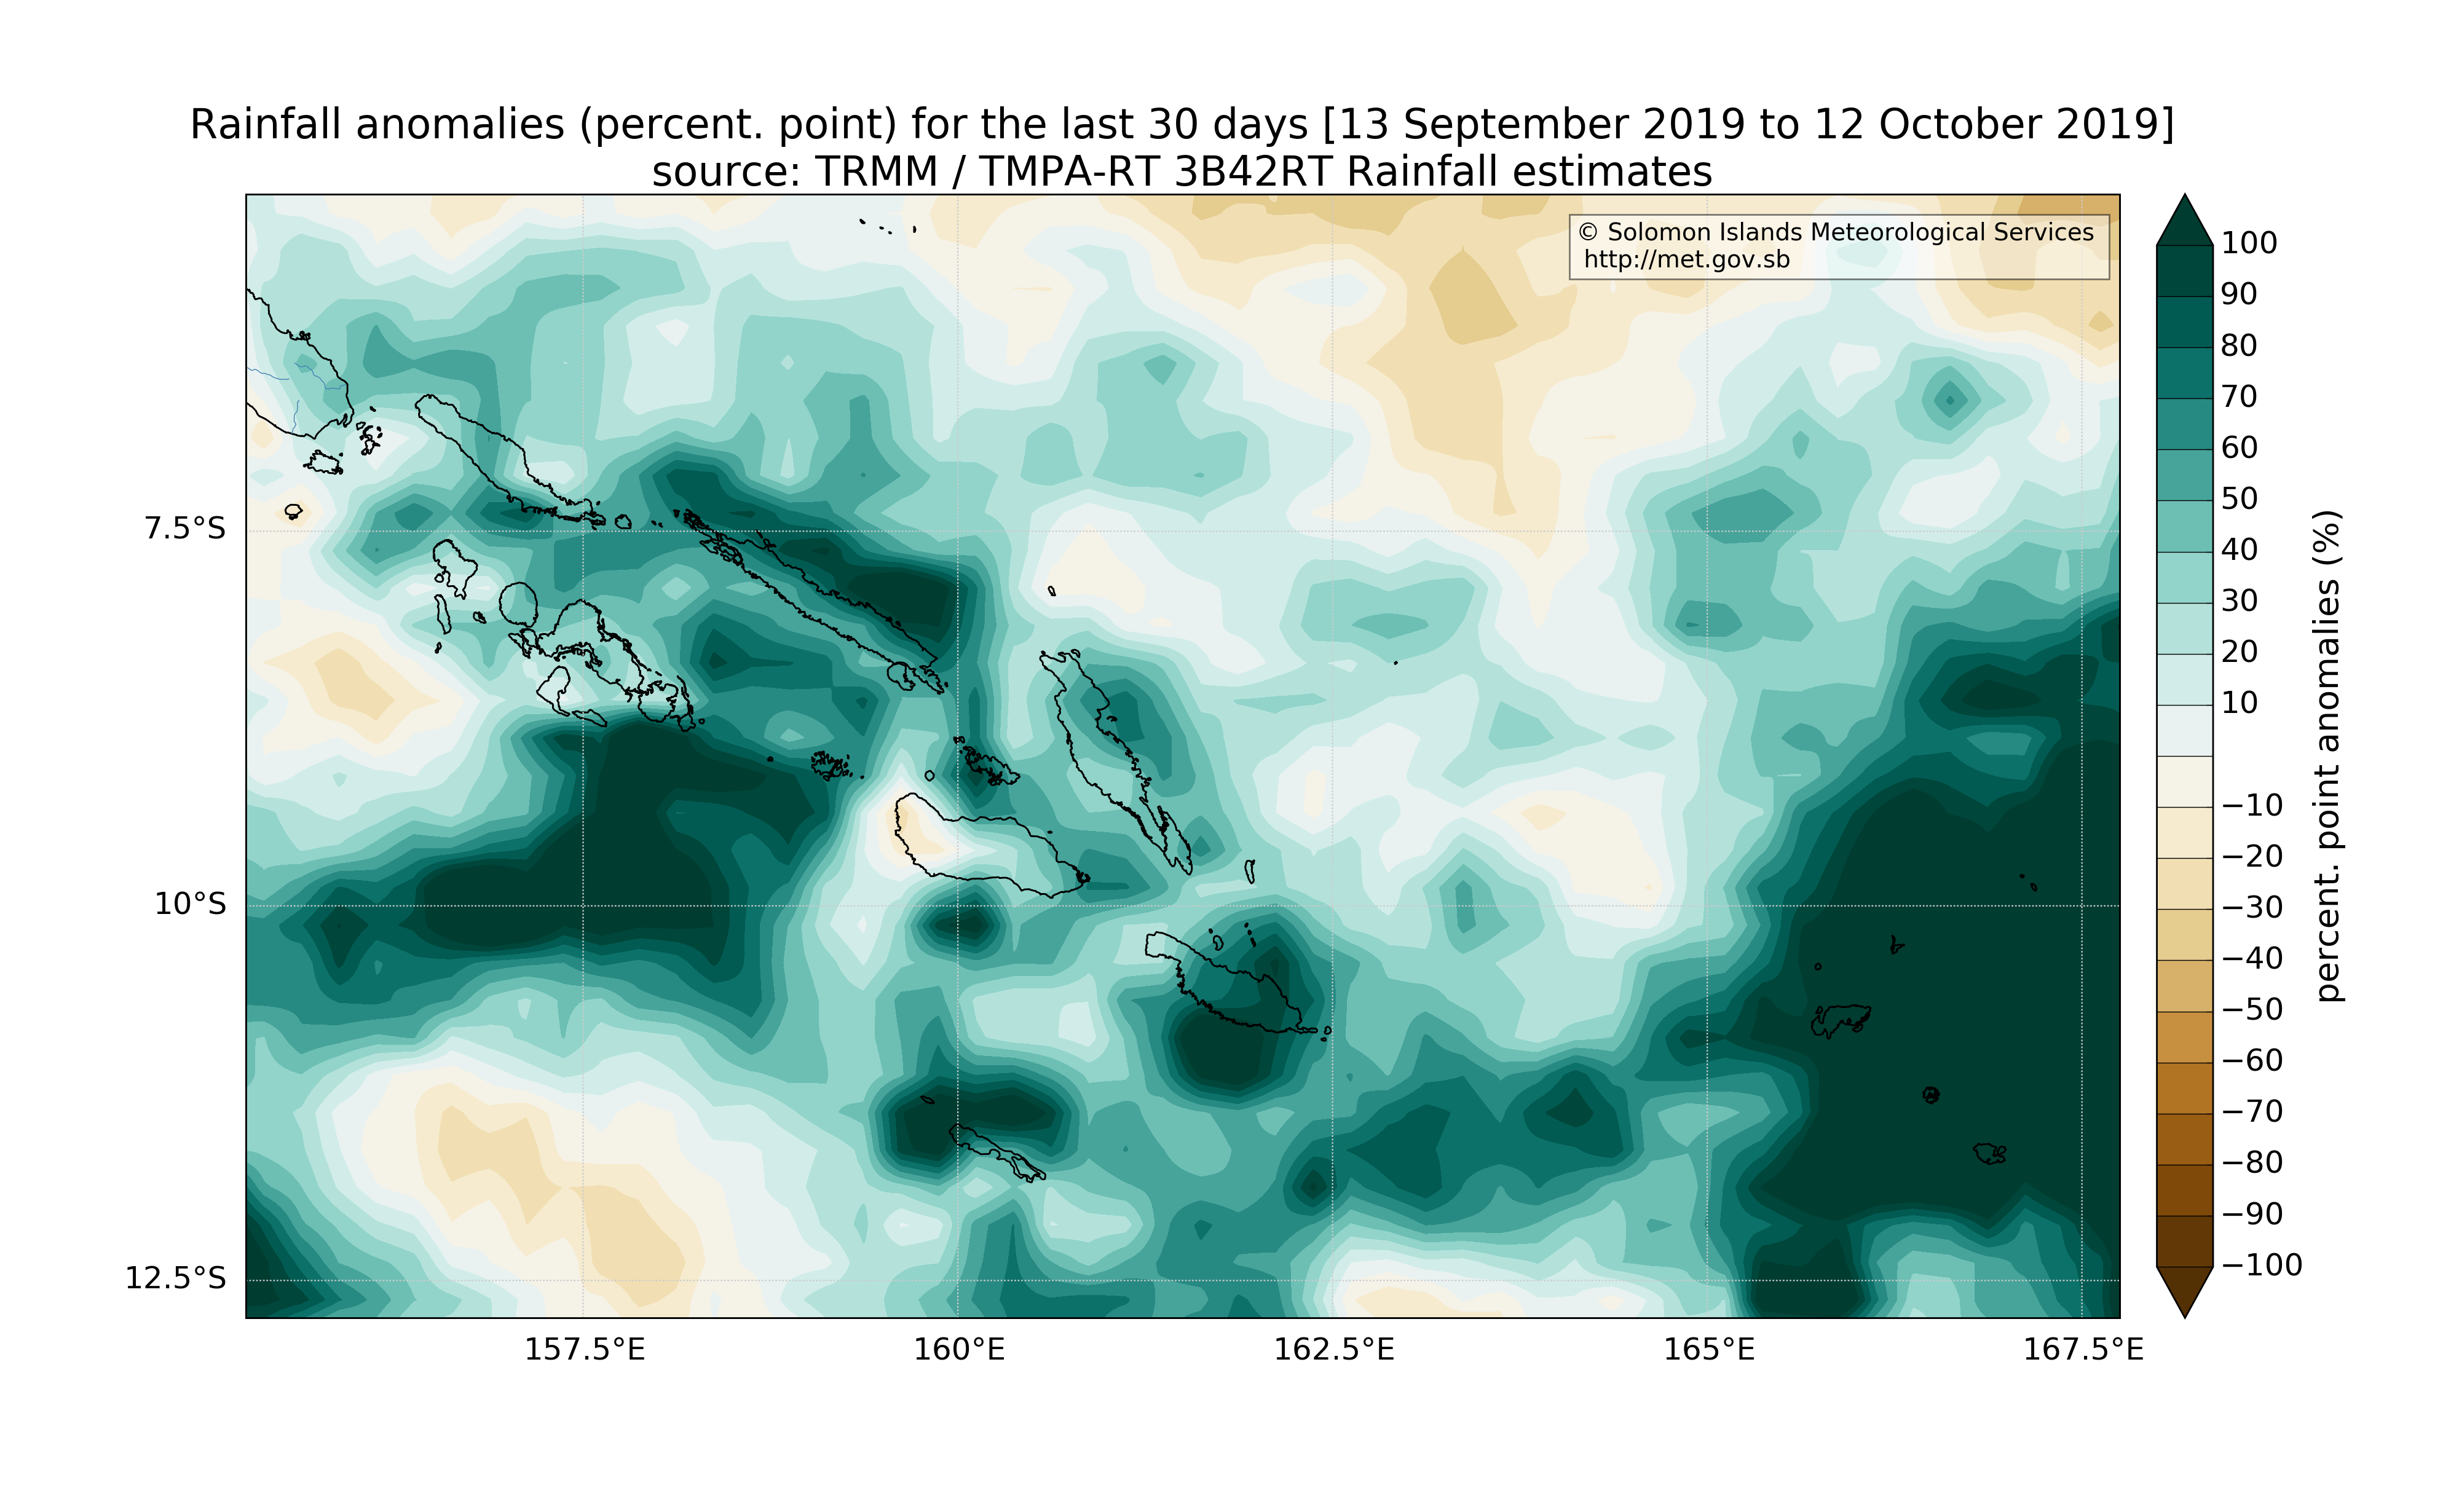 Rainfall anomalies (percent. point) for the last 30 days [13 September 2019 to 12 October 2019]
source: TRMM / TMPA-RT 3B42RT Rainfall estimates
© Solomon Islands Meteorological Services
http://met.gov.sb
7.5°S
10°S
12.5°S
157.5°E
160°E
162.5°E
165°E
167.5°E
100
90
80
70
60
50
40
30
20
10
−10
−20
−30
−40
−50
−60
−70
−80
−90
−100
percent. point anomalies (%)